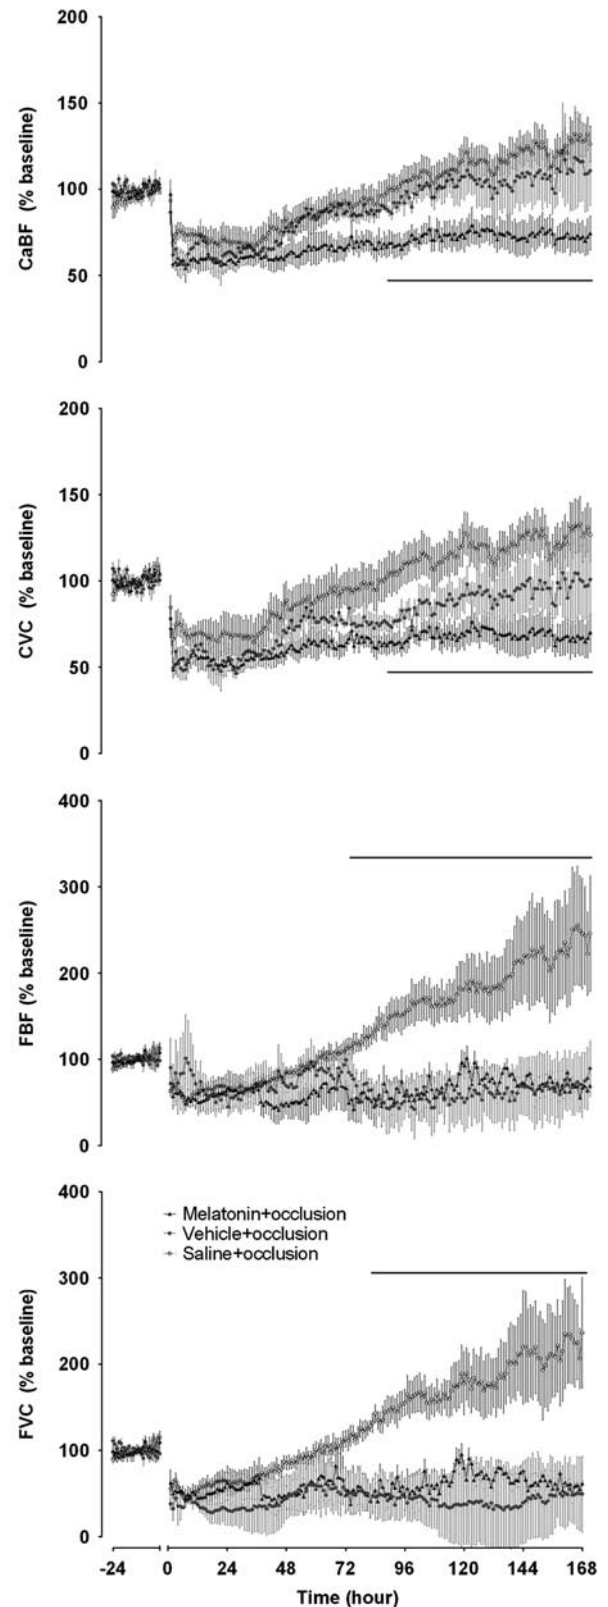 200
150
100
50
0
CaBF (% baseline)
200
150
100
50
0
CVC (% baseline)
400
300
200
100
0
FBF (% baseline)
400
300
200
100
0
FVC (% baseline)
Melatonin+occlusion
Vehicle+occlusion
Saline+occlusion
-24 0 24 48 72 96 120 144 168
Time (hour)